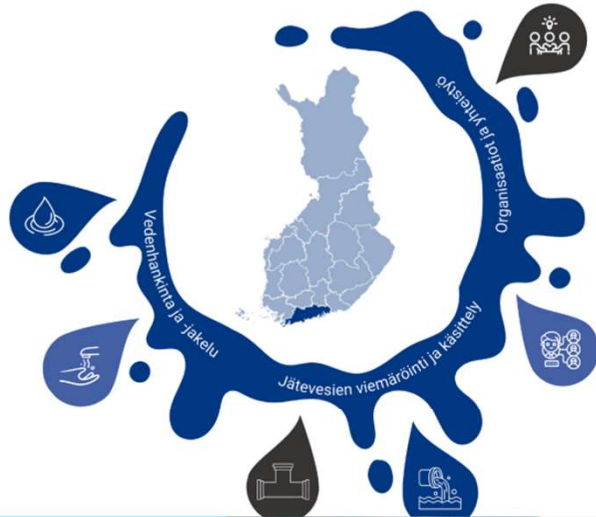 Organisaatiot ja yhteistyö
Vedenhankinta ja -jakelu
Jätevesien viemäröinti ja käsittely